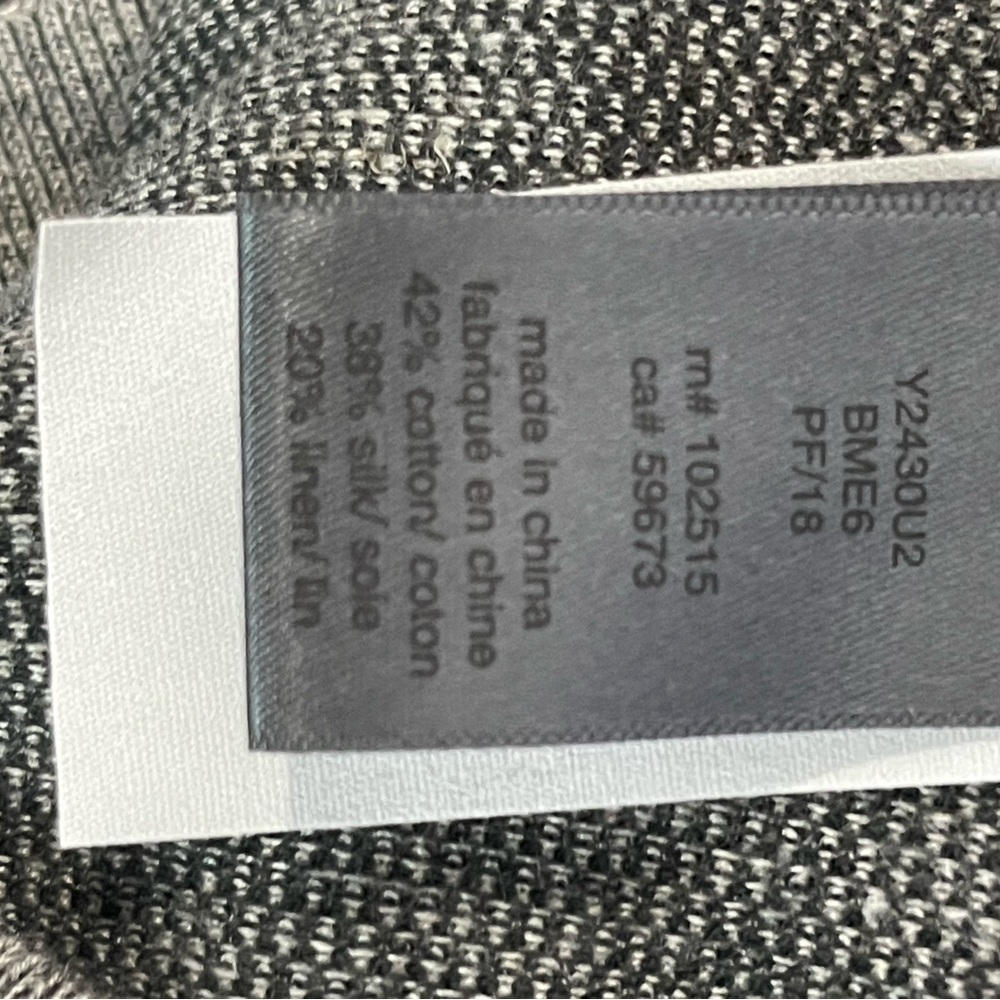 Y2430U2
BME6
PF/18
rn# 102515
ca# 59673
made in china
fabriqué en chine
42% cotton/ coton
38% silk/ soie
20% linen/ lin